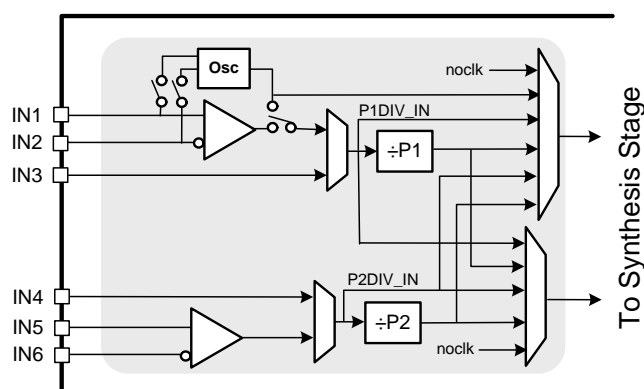 Osc
noclk
IN1
P1DIV_IN
IN2
÷P1
IN3
To Synthesis Stage
P2DIV_IN
IN4
IN5
÷P2
IN6
noclk